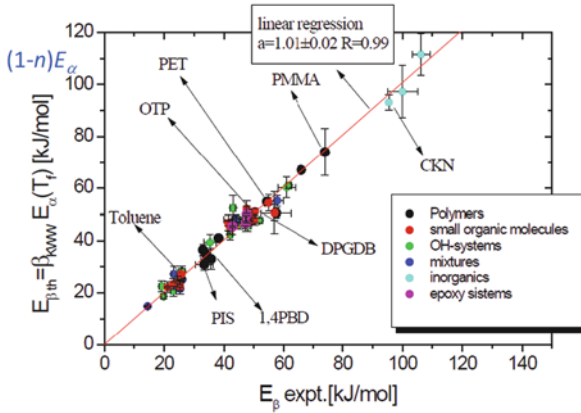 linear regression
a=1.01±0.02 R=0.99
(1-n)Eα
PET
OTP
PMMA
CKN
Toluene
DPGDB
PIS
1,4PBD
Polymers
small organic molecules
OH-systems
mixtures
inorganics
epoxy sistems
Eβth=βKWW Eα(Tf) [kJ/mol]
120
100
80
60
40
20
0
0 20 40 60 80 100 120 140
Eβ expt.[kJ/mol]